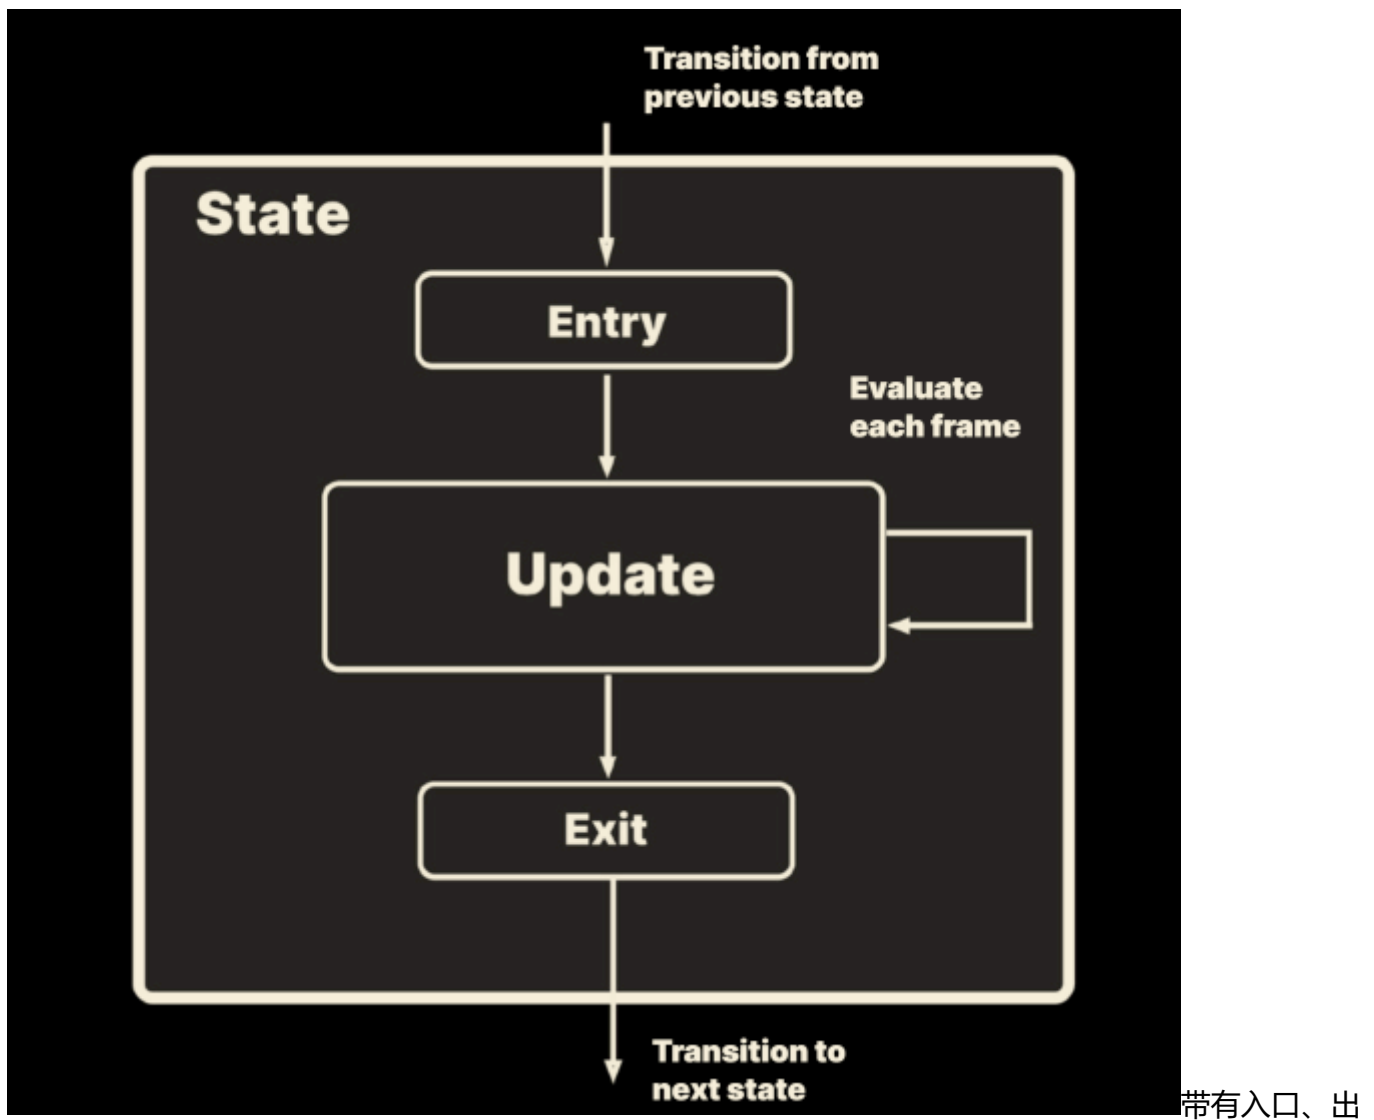 Transition from
previous state
State
Entry
Evaluate
each frame
Update
Exit
Transition to
next state
带有入口、出